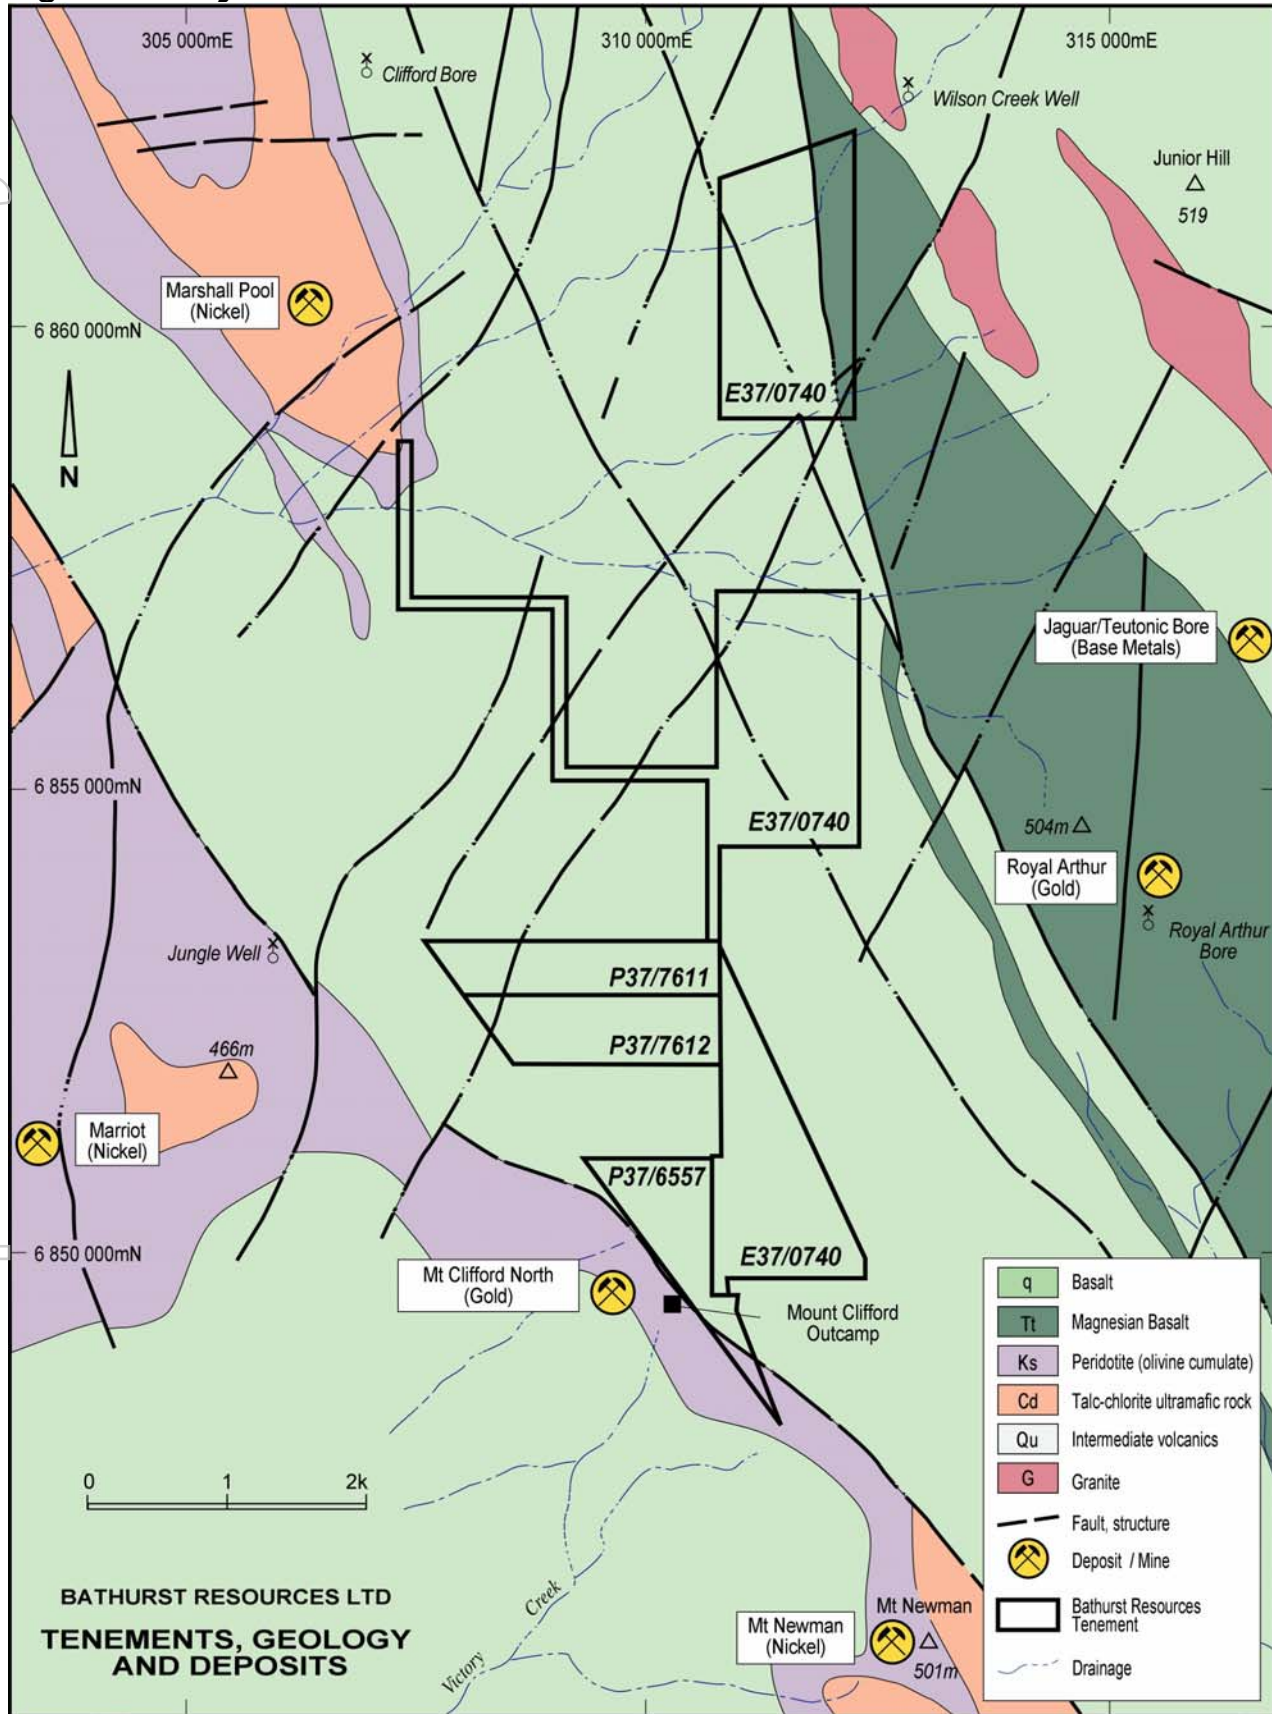 305 000mE
310 000mE
315 000mE
Clifford Bore
Wilson Creek Well
Junior Hill
519
Marshall Pool
(Nickel)
6 860 000mN
E37/0740
N
Jaguar/Teutonic Bore
(Base Metals)
6 855 000mN
E37/0740
504m
Royal Arthur
(Gold)
Royal Arthur
Bore
Jungle Well
P37/7611
P37/7612
466m
Marriot
(Nickel)
P37/6557
6 850 000mN
E37/0740
Mt Clifford North
(Gold)
Mount Clifford
Outcamp
q Basalt
Tt Magnesian Basalt
Ks Peridotite (olivine cumulate)
Cd Talc-chlorite ultramafic rock
Qu Intermediate volcanics
G Granite
Fault, structure
Deposit / Mine
Bathurst Resources
Tenement
Drainage
0 1 2k
BATHURST RESOURCES LTD
TENEMENTS, GEOLOGY
AND DEPOSITS
Creek
Victory
Mt Newman
(Nickel)
Mt Newman
501m